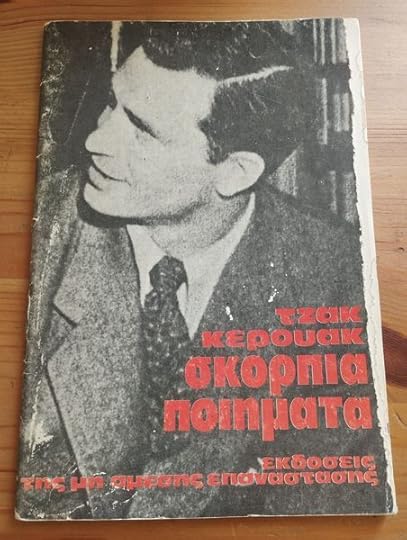 τζακ
κερουακ
σκορπια
ποιηματα
εκδοσεις
της μη αμεσης επαναστασης